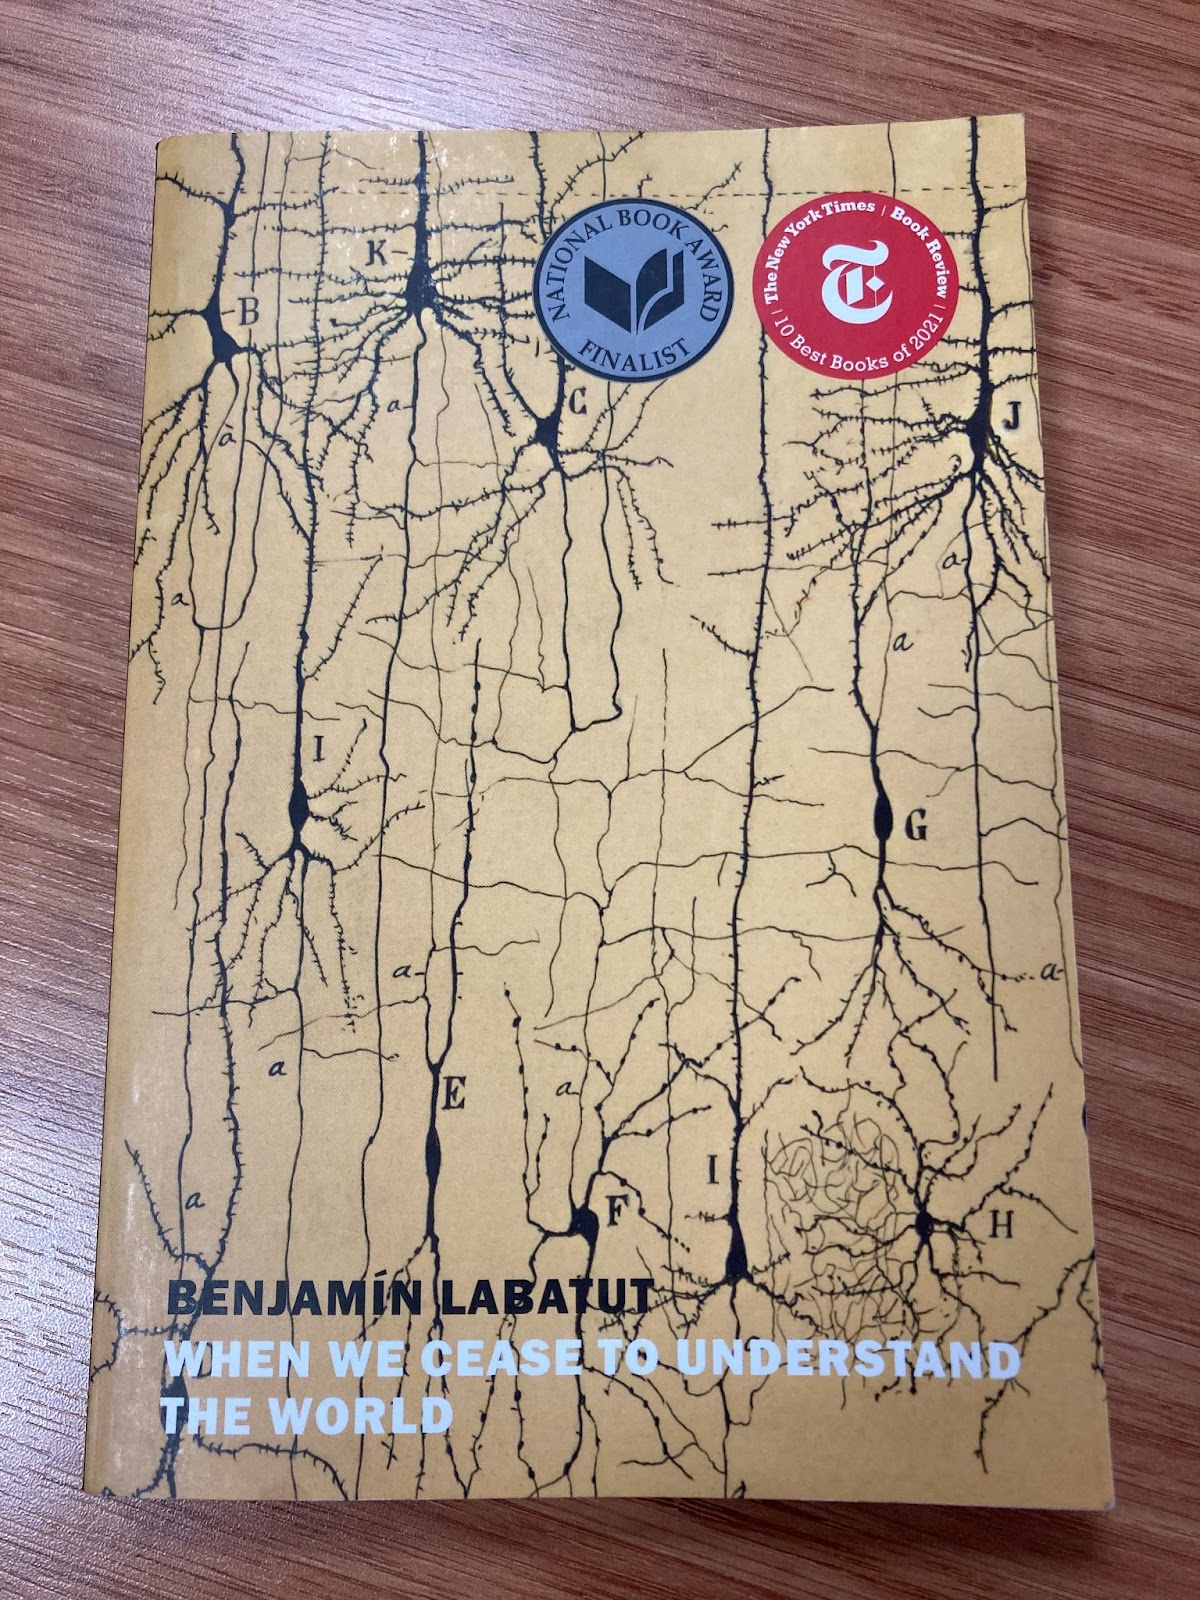 NATIONAL BOOK AWARD
FINALIST
The New York Times | Book Review
| 10 Best Books of 2021 |
T
K
B
C
J
a
à
a
a
a
I
G
a
a
a
E
a
I
F
H
a
a
BENJAMÍN LABATUT
WHEN WE CEASE TO UNDERSTAND
THE WORLD